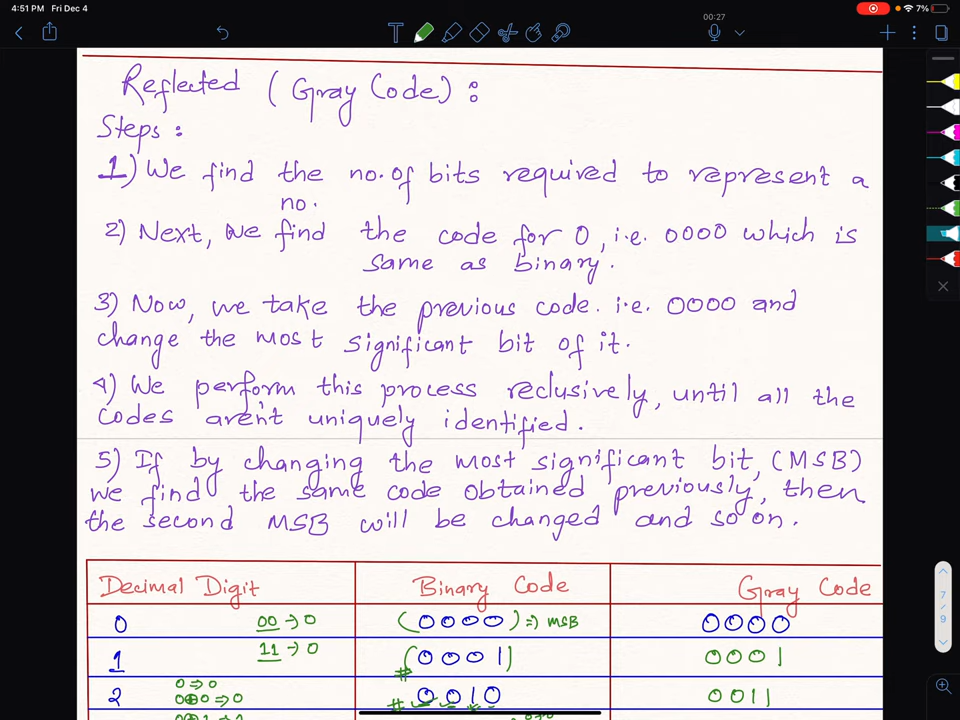 4:51 PM Fri Dec 4
7%
00:27
Reflected (Gray Code) :
Steps :
1) We find the no. of bits required to represent a
no.
2) Next, we find the code for 0, i.e. 0000 which is
same as binary.
3) Now, we take the previous code. i.e. 0000 and
change the most significant bit of it.
4) We perform this process reclusively, until all the
codes aren't uniquely identified.
5) If by changing the most significant bit, (MSB)
we find the same code obtained previously, then
the second MSB will be changed and so on.
Decimal Digit Binary Code Gray Code
0 00 → 0 (0000) ⇒ MSB 0000
1 11 → 0 # (0001) 0001
2 0 ⇒ 0 0⊕0 ⇒ 0 # 0010 0011
7 / 9